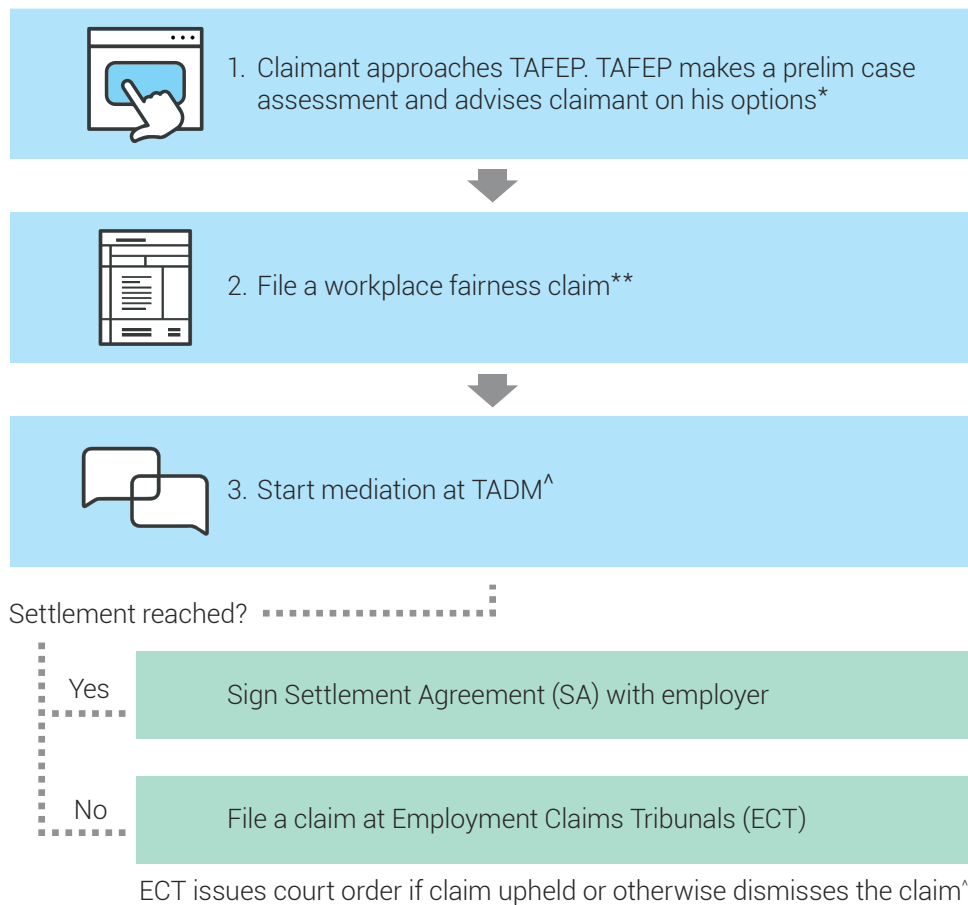 1. Claimant approaches TAFEP. TAFEP makes a prelim case
assessment and advises claimant on his options*
2. File a workplace fairness claim**
3. Start mediation at TADM^
Settlement reached?
Yes
Sign Settlement Agreement (SA) with employer
No
File a claim at Employment Claims Tribunals (ECT)
ECT issues court order if claim upheld or otherwise dismisses the claim^